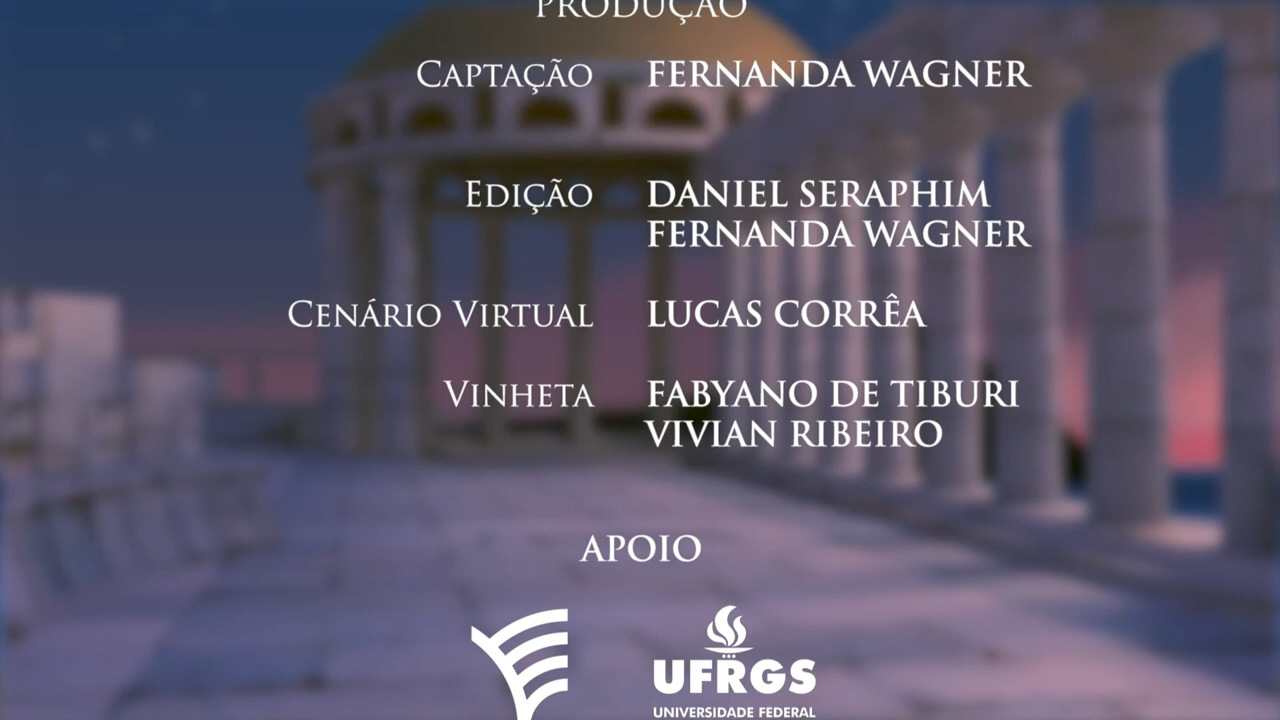 PRODUÇÃO
CAPTAÇÃO FERNANDA WAGNER
EDIÇÃO DANIEL SERAPHIM
FERNANDA WAGNER
CENÁRIO VIRTUAL LUCAS CORRÊA
VINHETA FABYANO DE TIBURI
VIVIAN RIBEIRO
APOIO
UFRGS
UNIVERSIDADE FEDERAL